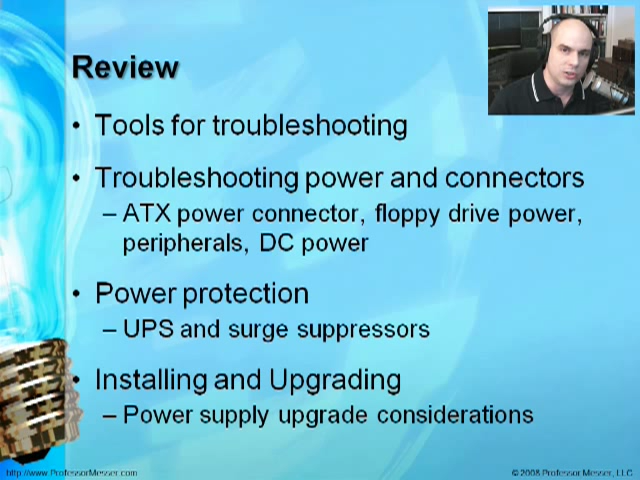 Review
• Tools for troubleshooting
• Troubleshooting power and connectors
– ATX power connector, floppy drive power,
peripherals, DC power
• Power protection
– UPS and surge suppressors
• Installing and Upgrading
– Power supply upgrade considerations
http://www.ProfessorMesser.com
© 2008 Professor Messer, LLC